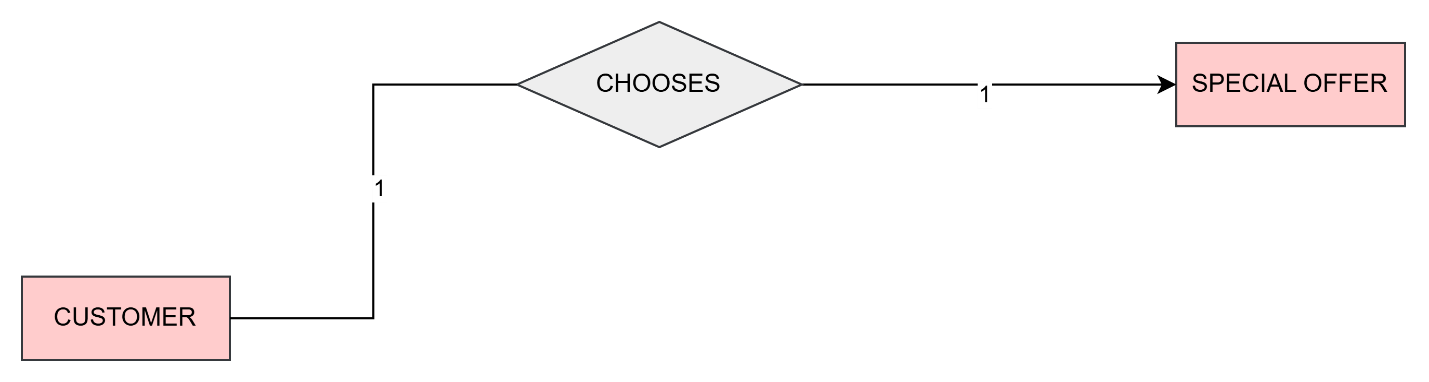 CHOOSES
SPECIAL OFFER
1
1
CUSTOMER